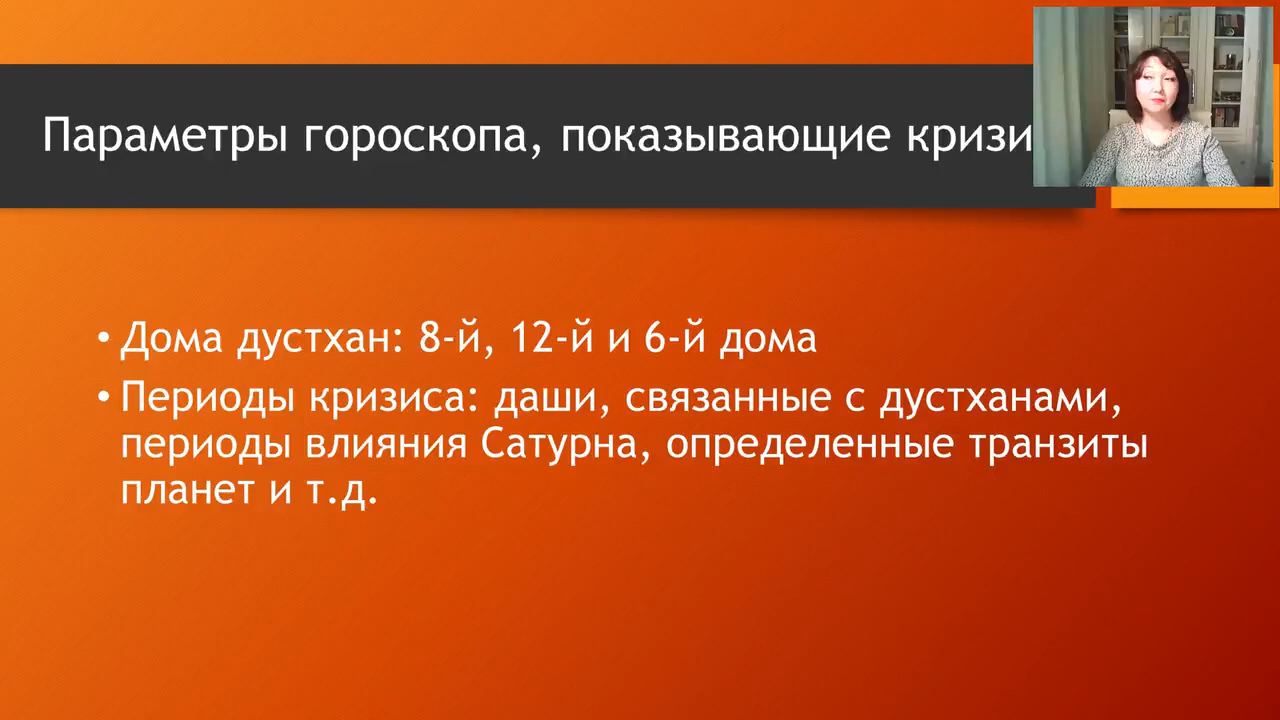 Параметры гороскопа, показывающие кризи
• Дома дустхан: 8-й, 12-й и 6-й дома
• Периоды кризиса: даши, связанные с дустханами,
периоды влияния Сатурна, определенные транзиты
планет и т.д.